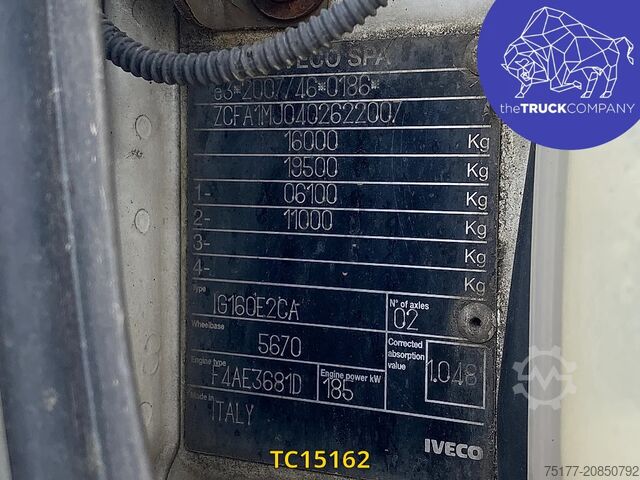 theTRUCKCOMPANY
IVECO SPA
e3*2007/46*0186*
ZCFA1MJ0402622007
16000 Kg
19500 Kg
1- 06100 Kg
2- 11000 Kg
3- Kg
4- Kg
Type IG160E2CA N° of axles 02
Wheelbase 5670 Corrected absorption value 1.048
Engine type F4AE3681D Engine power kW 185
Made in ITALY
IVECO
TC15162
75177-20850792